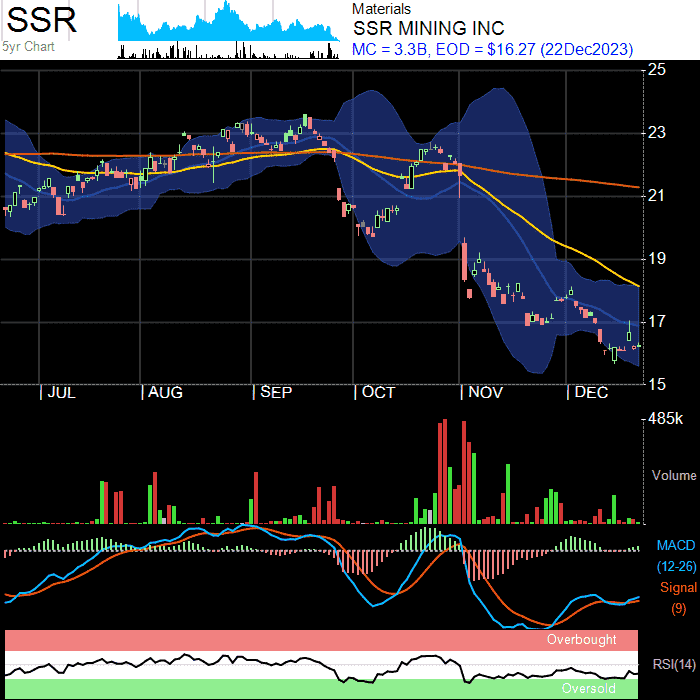 SSR
5yr Chart
Materials
SSR MINING INC
MC = 3.3B, EOD = $16.27 (22Dec2023)
25
23
21
19
17
15
JUL AUG SEP OCT NOV DEC
485k
Volume
MACD
(12-26)
Signal
(9)
Overbought
RSI(14)
Oversold